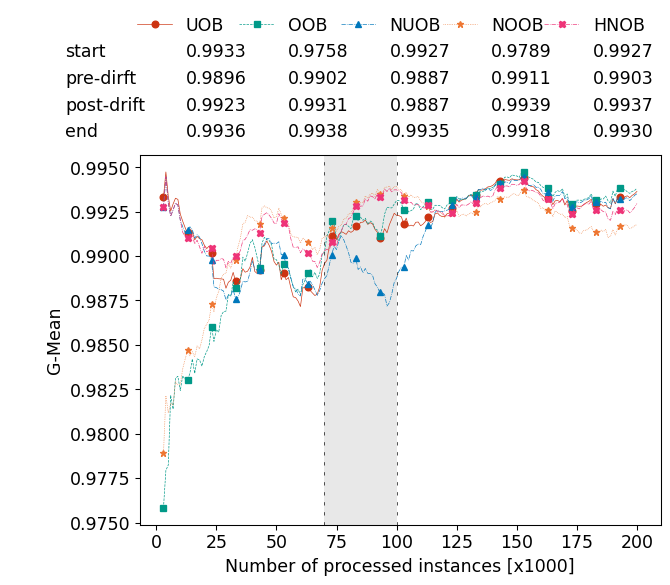 UOB OOB NUOB NOOB HNOB
start 0.9933 0.9758 0.9927 0.9789 0.9927
pre-dirft 0.9896 0.9902 0.9887 0.9911 0.9903
post-drift 0.9923 0.9931 0.9887 0.9939 0.9937
end 0.9936 0.9938 0.9935 0.9918 0.9930
0.9950
0.9925
0.9900
0.9875
0.9850
0.9825
0.9800
0.9775
0.9750
G-Mean
0 25 50 75 100 125 150 175 200
Number of processed instances [x1000]